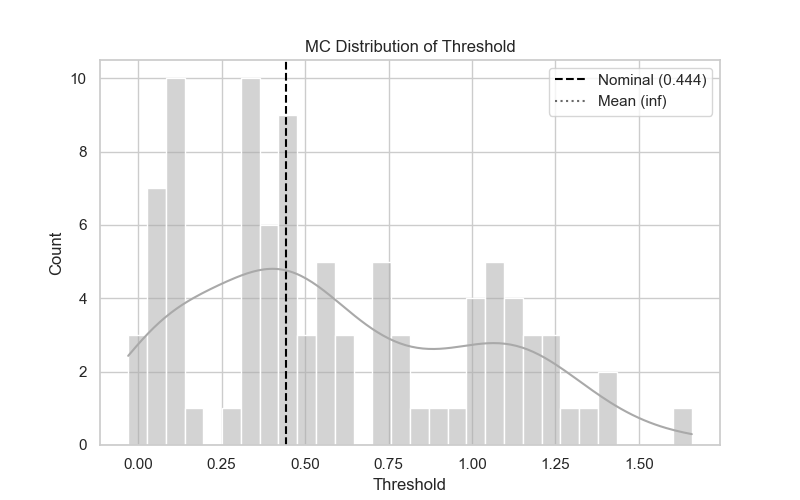 MC Distribution of Threshold
Nominal (0.444)
Mean (inf)
10
8
6
4
2
0
Count
0.00 0.25 0.50 0.75 1.00 1.25 1.50
Threshold